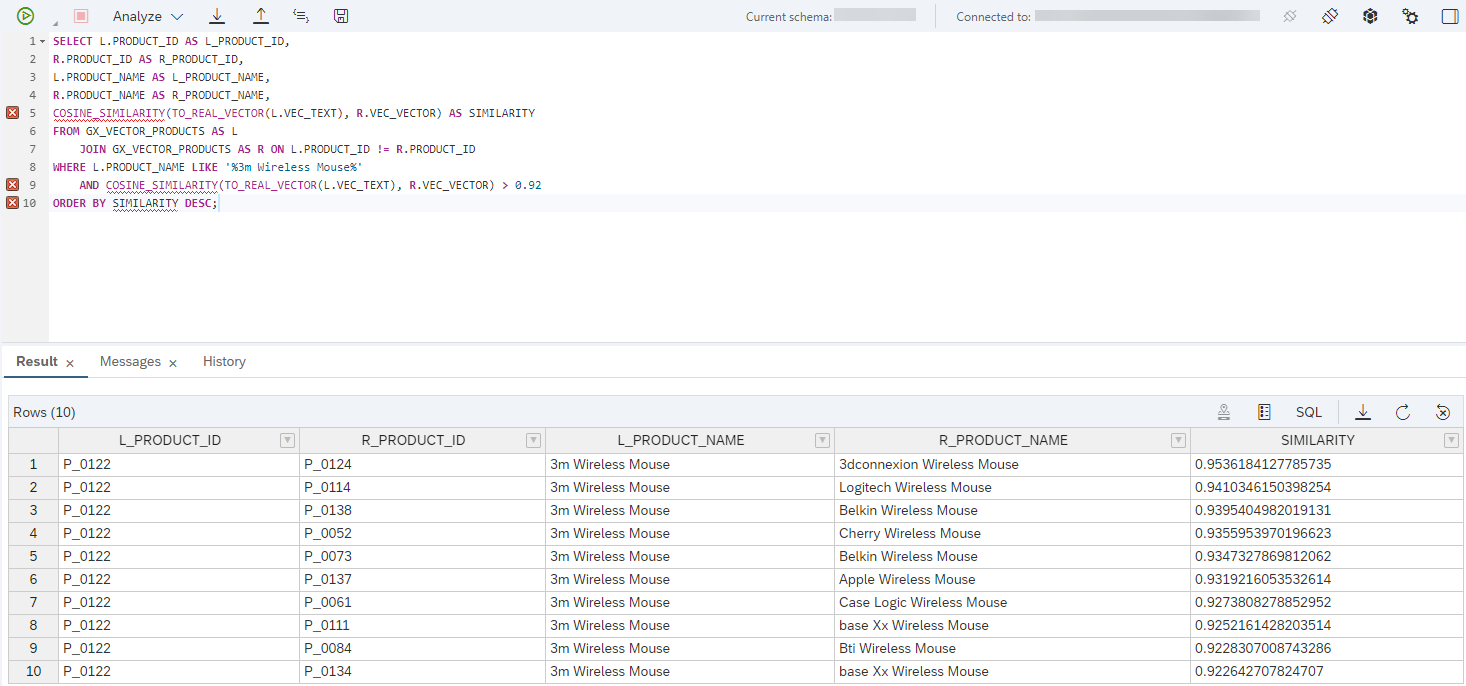 Analyze Current schema: Connected to:
1 SELECT L.PRODUCT_ID AS L_PRODUCT_ID,
2 R.PRODUCT_ID AS R_PRODUCT_ID,
3 L.PRODUCT_NAME AS L_PRODUCT_NAME,
4 R.PRODUCT_NAME AS R_PRODUCT_NAME,
5 COSINE_SIMILARITY(TO_REAL_VECTOR(L.VEC_TEXT), R.VEC_VECTOR) AS SIMILARITY
6 FROM GX_VECTOR_PRODUCTS AS L
7 JOIN GX_VECTOR_PRODUCTS AS R ON L.PRODUCT_ID != R.PRODUCT_ID
8 WHERE L.PRODUCT_NAME LIKE '%3m Wireless Mouse%'
9 AND COSINE_SIMILARITY(TO_REAL_VECTOR(L.VEC_TEXT), R.VEC_VECTOR) > 0.92
10 ORDER BY SIMILARITY DESC;
Result Messages History
Rows (10) SQL
L_PRODUCT_ID R_PRODUCT_ID L_PRODUCT_NAME R_PRODUCT_NAME SIMILARITY
1 P_0122 P_0124 3m Wireless Mouse 3dconnexion Wireless Mouse 0.9536184127785735
2 P_0122 P_0114 3m Wireless Mouse Logitech Wireless Mouse 0.9410346150398254
3 P_0122 P_0138 3m Wireless Mouse Belkin Wireless Mouse 0.9395404982019131
4 P_0122 P_0052 3m Wireless Mouse Cherry Wireless Mouse 0.9355953970196623
5 P_0122 P_0073 3m Wireless Mouse Belkin Wireless Mouse 0.9347327869812062
6 P_0122 P_0137 3m Wireless Mouse Apple Wireless Mouse 0.9319216053532614
7 P_0122 P_0061 3m Wireless Mouse Case Logic Wireless Mouse 0.9273808278852952
8 P_0122 P_0111 3m Wireless Mouse base Xx Wireless Mouse 0.9252161428203514
9 P_0122 P_0084 3m Wireless Mouse Bti Wireless Mouse 0.9228307008743286
10 P_0122 P_0134 3m Wireless Mouse base Xx Wireless Mouse 0.922642707824707